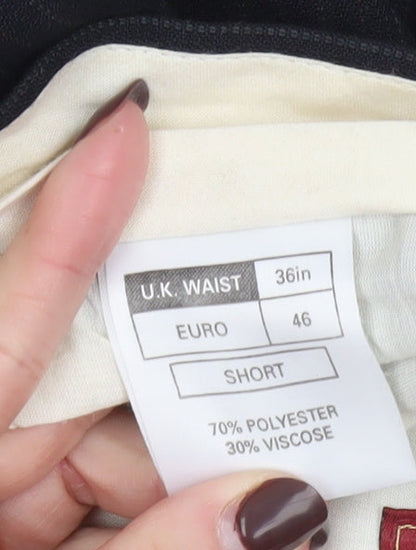 U.K. WAIST 36in
EURO 46
SHORT
70% POLYESTER
30% VISCOSE